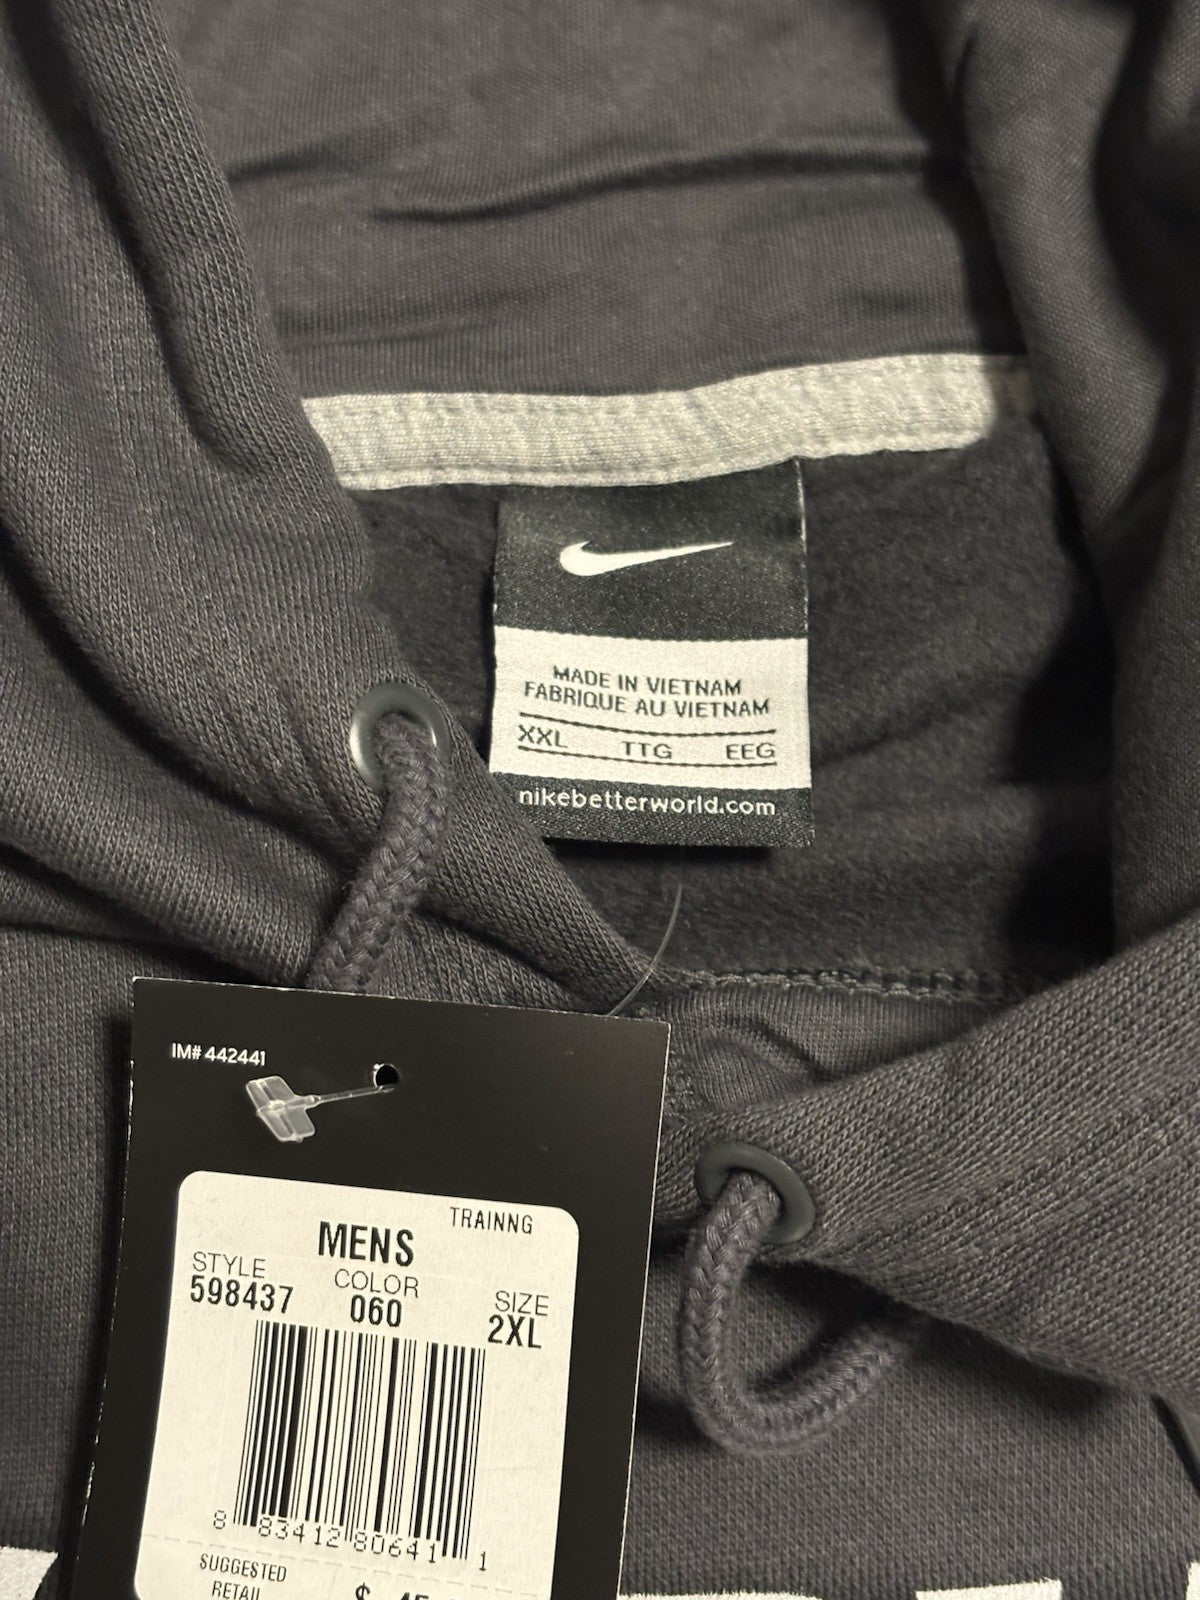 MADE IN VIETNAM
FABRIQUE AU VIETNAM
XXL TTG EEG
nikebetterworld.com
IM# 442441
TRAINNG
MENS
STYLE COLOR SIZE
598437 060 2XL
8 83412 80641 1
SUGGESTED
RETAIL $